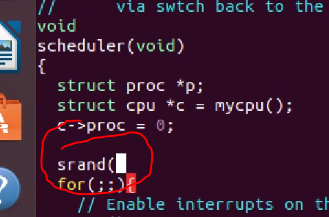 //      via swtch back to the
void
scheduler(void)
{
  struct proc *p;
  struct cpu *c = mycpu();
  c->proc = 0;

  srand(
  for(;;){
    // Enable interrupts on th